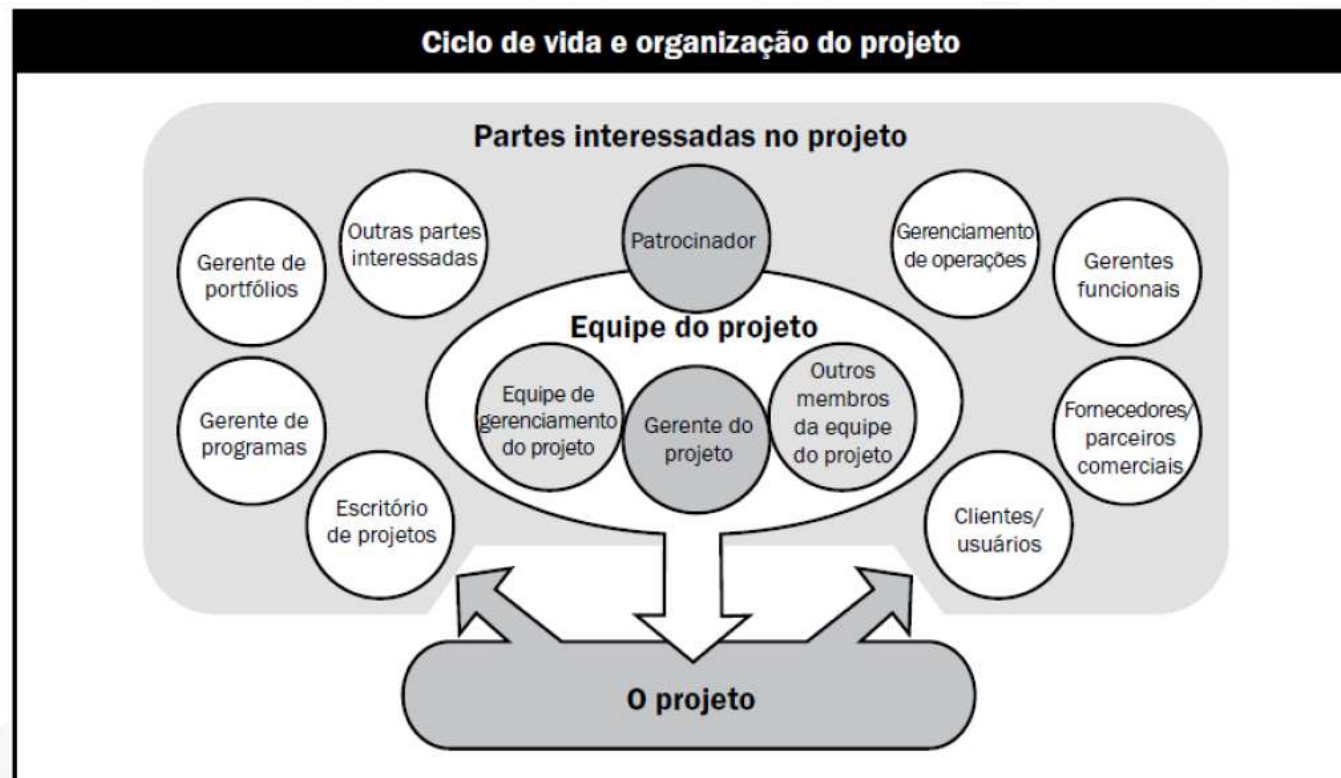 Ciclo de vida e organização do projeto
Partes interessadas no projeto
Gerente de
portfólios
Outras partes
interessadas
Patrocinador
Gerenciamento
de operações
Gerentes
funcionais
Equipe do projeto
Gerente de
programas
Equipe de
gerenciamento
do projeto
Gerente do
projeto
Outros
membros
da equipe
do projeto
Fornecedores/
parceiros
comerciais
Escritório
de projetos
Clientes/
usuários
O projeto